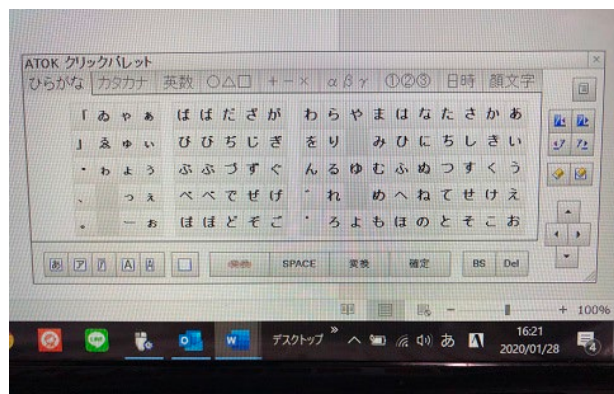 ATOK クリックパレット
ひらがな カタカナ 英数 ○△□ +−× αβγ ①②③ 日時 顔文字
「 ゐ ゃ ぁ ぱ ば だ ざ が わ ら や ま は な た さ か あ
」 ゑ ゅ ぃ ぴ び ぢ じ ぎ を り み ひ に ち し き い
・ ゎ ょ ぅ ぷ ぶ づ ず ぐ ん る ゆ む ふ ぬ つ す く う
、 っ ぇ ぺ べ で ぜ げ ゛ れ め へ ね て せ け え
。 ー ぉ ぽ ぼ ど ぞ ご ゜ ろ よ も ほ の と そ こ お
あ ア ｱ A A SPACE 変換 確定 BS Del
− + 100%
デスクトップ » あ A 16:21
2020/01/28 4